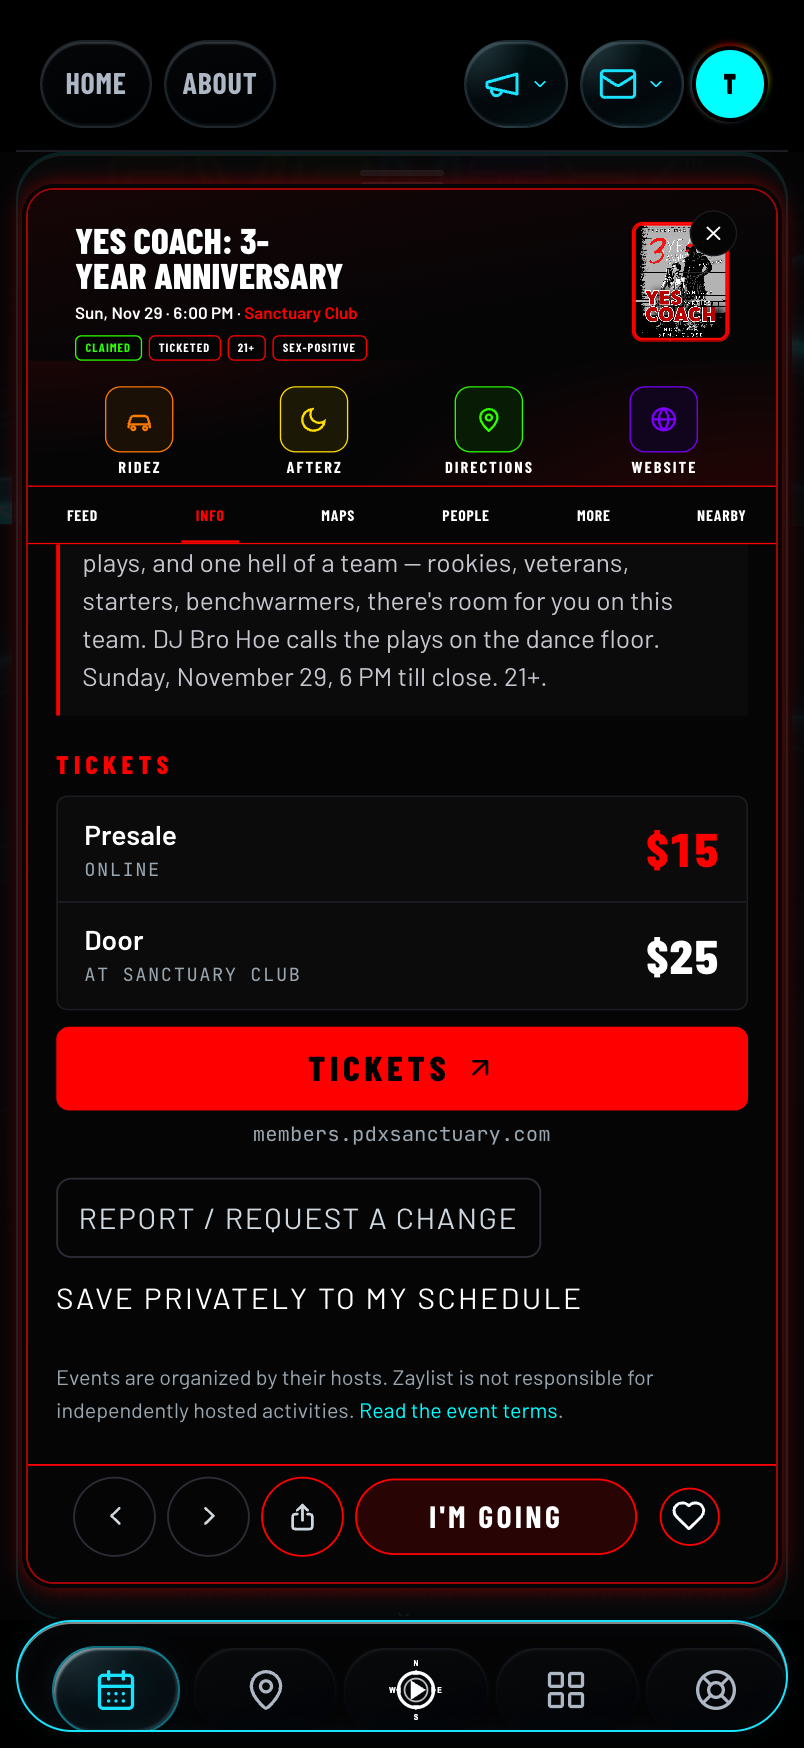 HOME
ABOUT
T
YES COACH: 3-
YEAR ANNIVERSARY
Sun, Nov 29 · 6:00 PM · Sanctuary Club
CLAIMED
TICKETED
21+
SEX-POSITIVE
3
YES
COACH
RIDEZ
AFTERZ
DIRECTIONS
WEBSITE
FEED
INFO
MAPS
PEOPLE
MORE
NEARBY
plays, and one hell of a team — rookies, veterans,
starters, benchwarmers, there's room for you on this
team. DJ Bro Hoe calls the plays on the dance floor.
Sunday, November 29, 6 PM till close. 21+.
TICKETS
Presale
$15
ONLINE
Door
$25
AT SANCTUARY CLUB
TICKETS
members.pdxsanctuary.com
REPORT / REQUEST A CHANGE
SAVE PRIVATELY TO MY SCHEDULE
Events are organized by their hosts. Zaylist is not responsible for
independently hosted activities. Read the event terms.
I'M GOING
N
W E
S